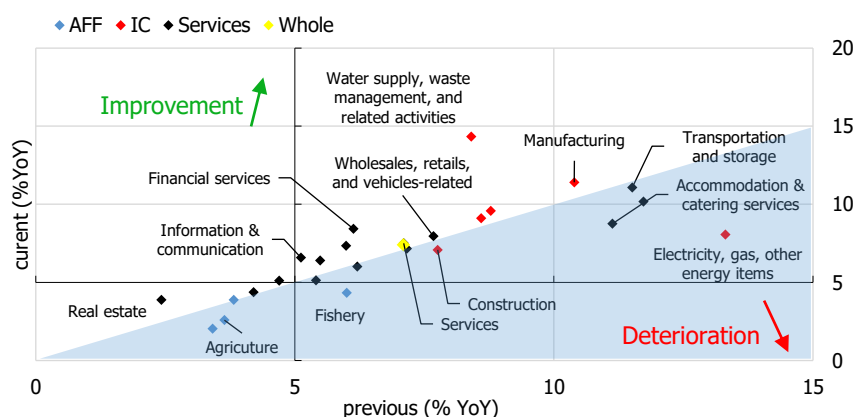 AFF IC Services Whole
20
15
10
5
0
Improvement
Water supply, waste
management, and
related activities
Manufacturing
Transportation
and storage
Wholesales, retails,
and vehicles-related
Financial services
Accommodation &
catering services
Information &
communication
Electricity, gas, other
energy items
Real estate
Fishery
Construction
Services
Agricuture
Deterioration
curent (%YoY)
0 5 10 15
previous (% YoY)